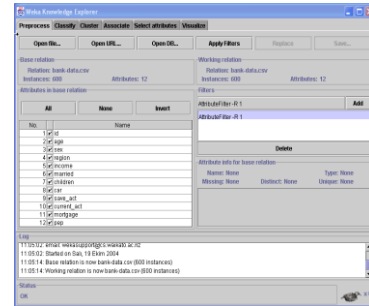 Weka Knowledge Explorer
Preprocess Classify Cluster Associate Select attributes Visualize
Open file... Open URL... Open DB... Apply Filters Replace Save...
Base relation
Relation: bank-data.csv
Instances: 600 Attributes: 12
Working relation
Relation: bank-data.csv
Instances: 600 Attributes: 12
Attributes in base relation
All None Invert
No. Name
1 id
2 age
3 sex
4 region
5 income
6 married
7 children
8 car
9 save_act
10 current_act
11 mortgage
12 pep
Filters
AttributeFilter -R 1 Add
AttributeFilter -R 1
Delete
Attribute info for base relation
Name: None Type: None
Missing: None Distinct: None Unique: None
Log
11:05:02: email: wekasupport@cs.waikato.ac.nz
11:05:02: Started on Salı, 19 Ekim 2004
11:05:14: Base relation is now bank-data.csv (600 instances)
11:05:14: Working relation is now bank-data.csv (600 instances)
Status
OK